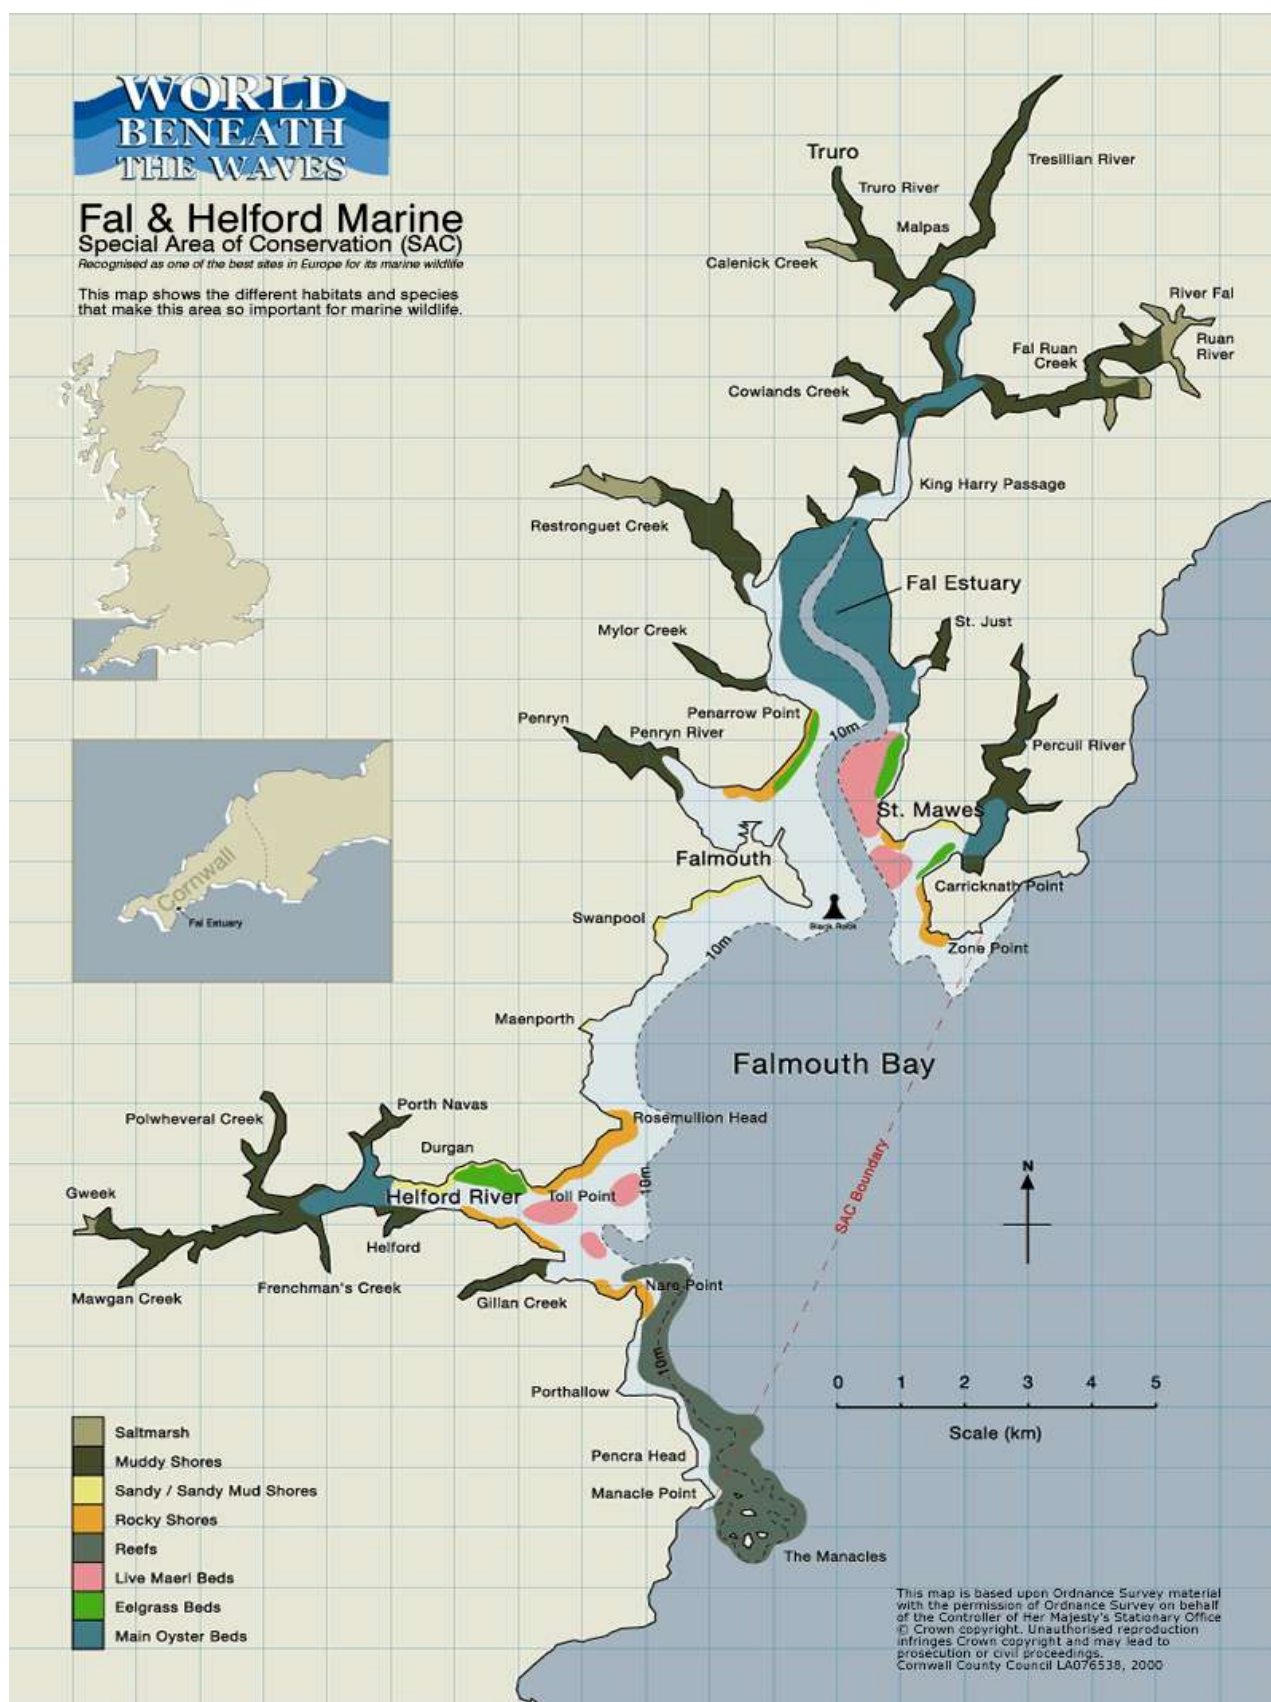 WORLD
BENEATH
THE WAVES
Fal & Helford Marine
Special Area of Conservation (SAC)
Recognised as one of the best sites in Europe for its marine wildlife
This map shows the different habitats and species
that make this area so important for marine wildlife.
Truro
Tresillian River
Truro River
Malpas
Calenick Creek
River Fal
Ruan
River
Fal Ruan
Creek
Cowlands Creek
King Harry Passage
Restronguet Creek
Fal Estuary
St. Just
Mylor Creek
Penarrow Point
Penryn
Penryn River
10m
Percuil River
St. Mawes
Falmouth
Carricknath Point
Swanpool
Black Rock
10m
Zone Point
Cornwall
Fal Estuary
Maenporth
Falmouth Bay
Porth Navas
Polwheveral Creek
Rosemullion Head
Durgan
10m
SAC Boundary
N
Gweek
Helford River
Toll Point
Helford
Frenchman's Creek
Mawgan Creek
Gillan Creek
Nare Point
10m
Porthallow
0 1 2 3 4 5
Scale (km)
Pencra Head
Manacle Point
The Manacles
Saltmarsh
Muddy Shores
Sandy / Sandy Mud Shores
Rocky Shores
Reefs
Live Maerl Beds
Eelgrass Beds
Main Oyster Beds
This map is based upon Ordnance Survey material
with the permission of Ordnance Survey on behalf
of the Controller of Her Majesty's Stationary Office
© Crown copyright. Unauthorised reproduction
infringes Crown copyright and may lead to
prosecution or civil proceedings.
Cornwall County Council LA076538, 2000